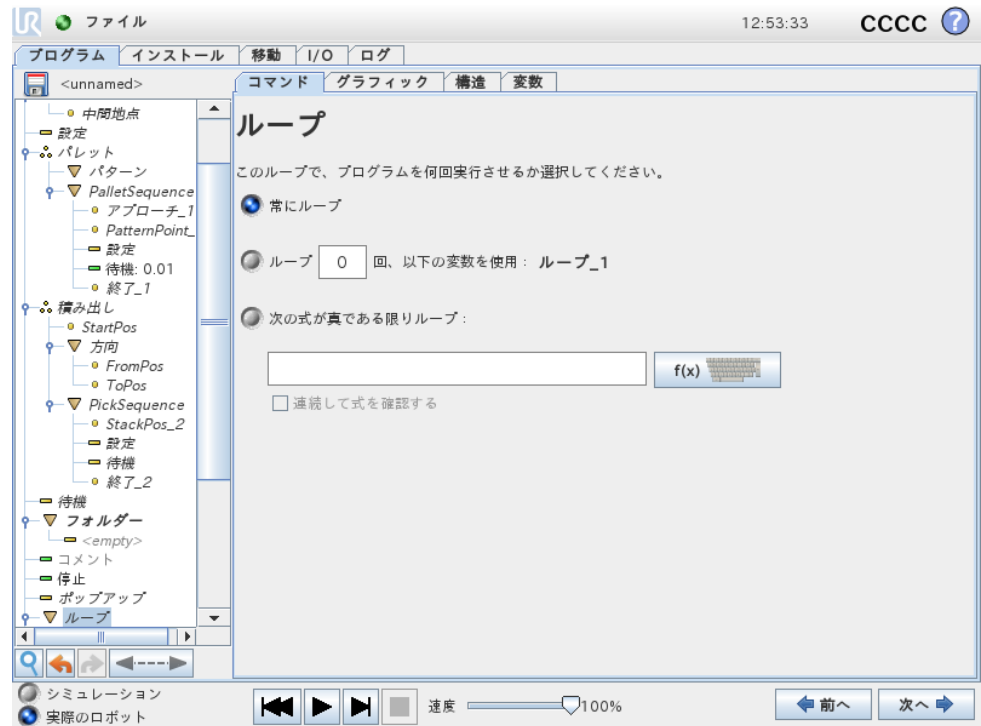 UR ファイル 12:53:33 CCCC ?
プログラム インストール 移動 I/O ログ
<unnamed>
コマンド グラフィック 構造 変数
中間地点
設定
パレット
パターン
PalletSequence
アプローチ_1
PatternPoint_
設定
待機: 0.01
終了_1
積み出し
StartPos
方向
FromPos
ToPos
PickSequence
StackPos_2
設定
待機
終了_2
待機
フォルダー
<empty>
コメント
停止
ポップアップ
ループ
ループ
このループで、プログラムを何回実行させるか選択してください。
常にループ
ループ 0 回、以下の変数を使用: ループ_1
次の式が真である限りループ:
f(x)
連続して式を確認する
シミュレーション
実際のロボット
速度 100%
前へ 次へ